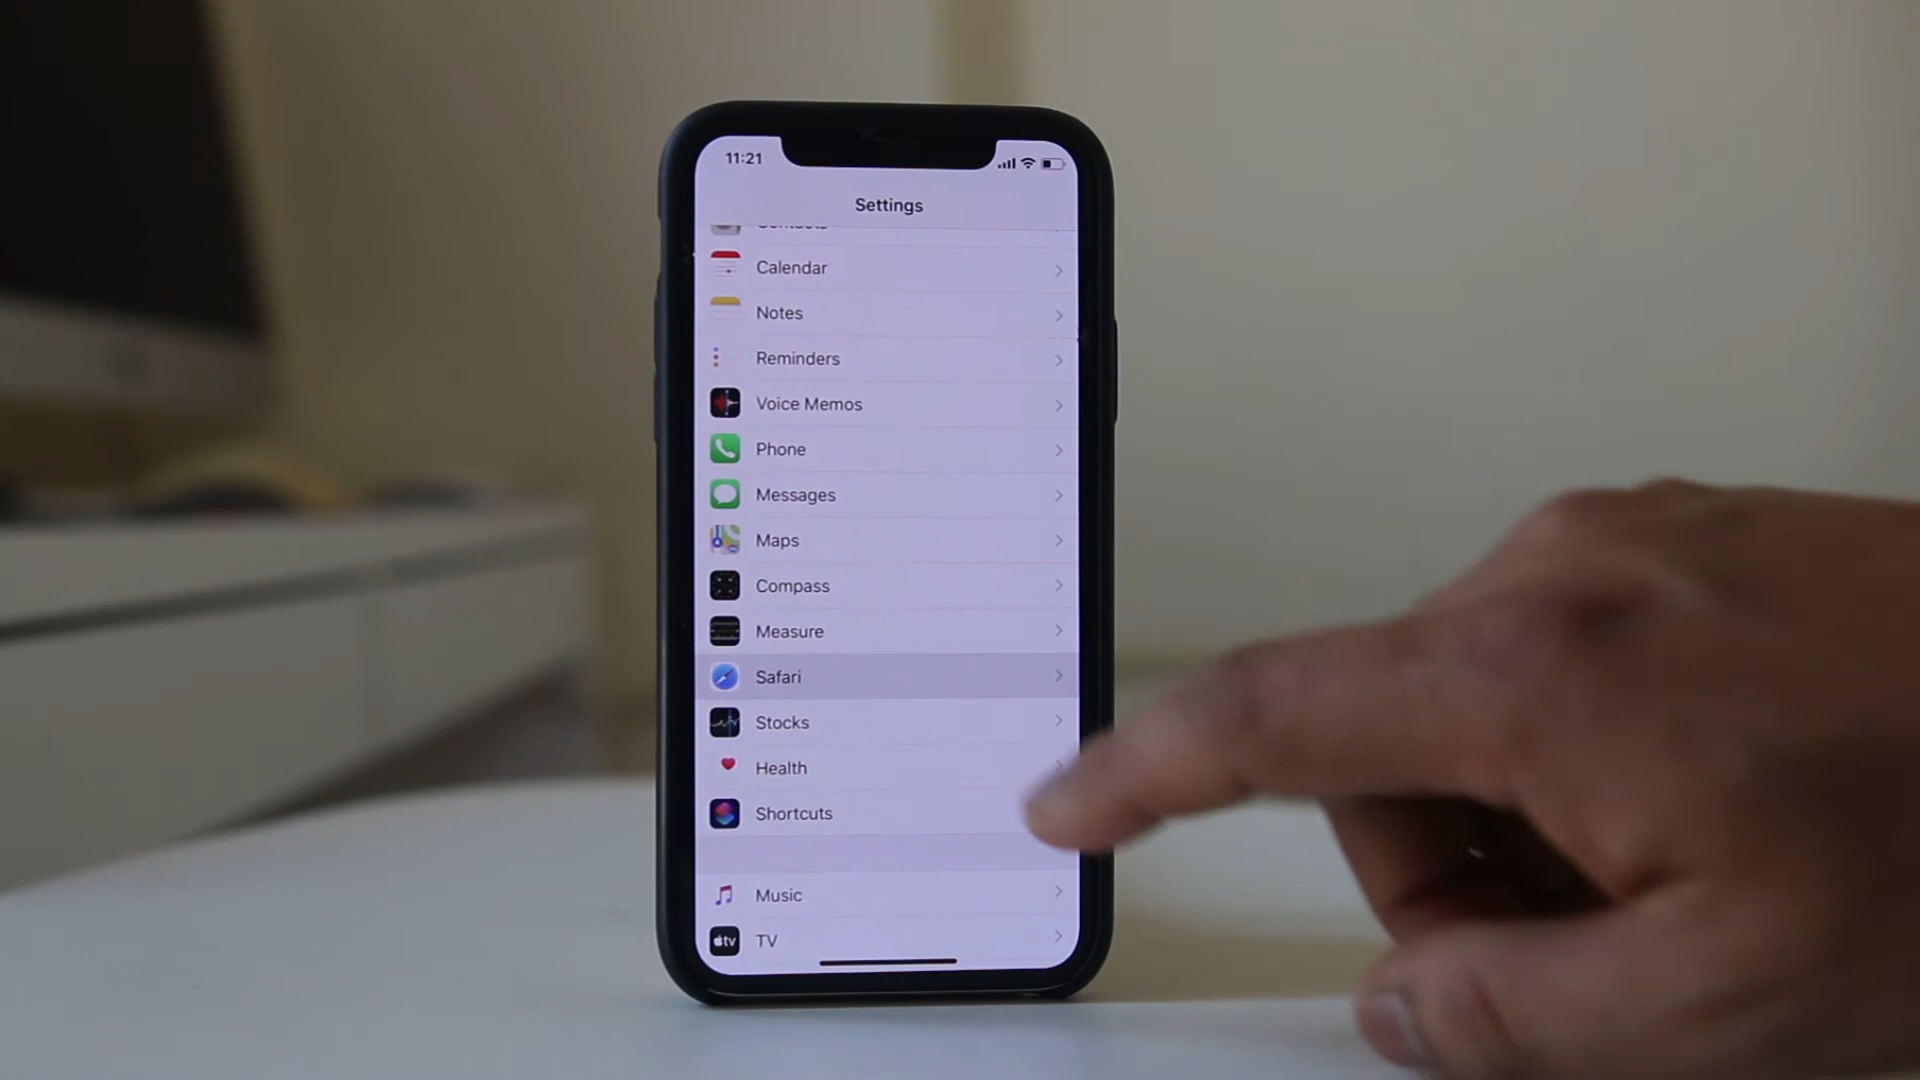 11:21
Settings
Contacts
Calendar
Notes
Reminders
Voice Memos
Phone
Messages
Maps
Compass
Measure
Safari
Stocks
Health
Shortcuts
Music
tv TV